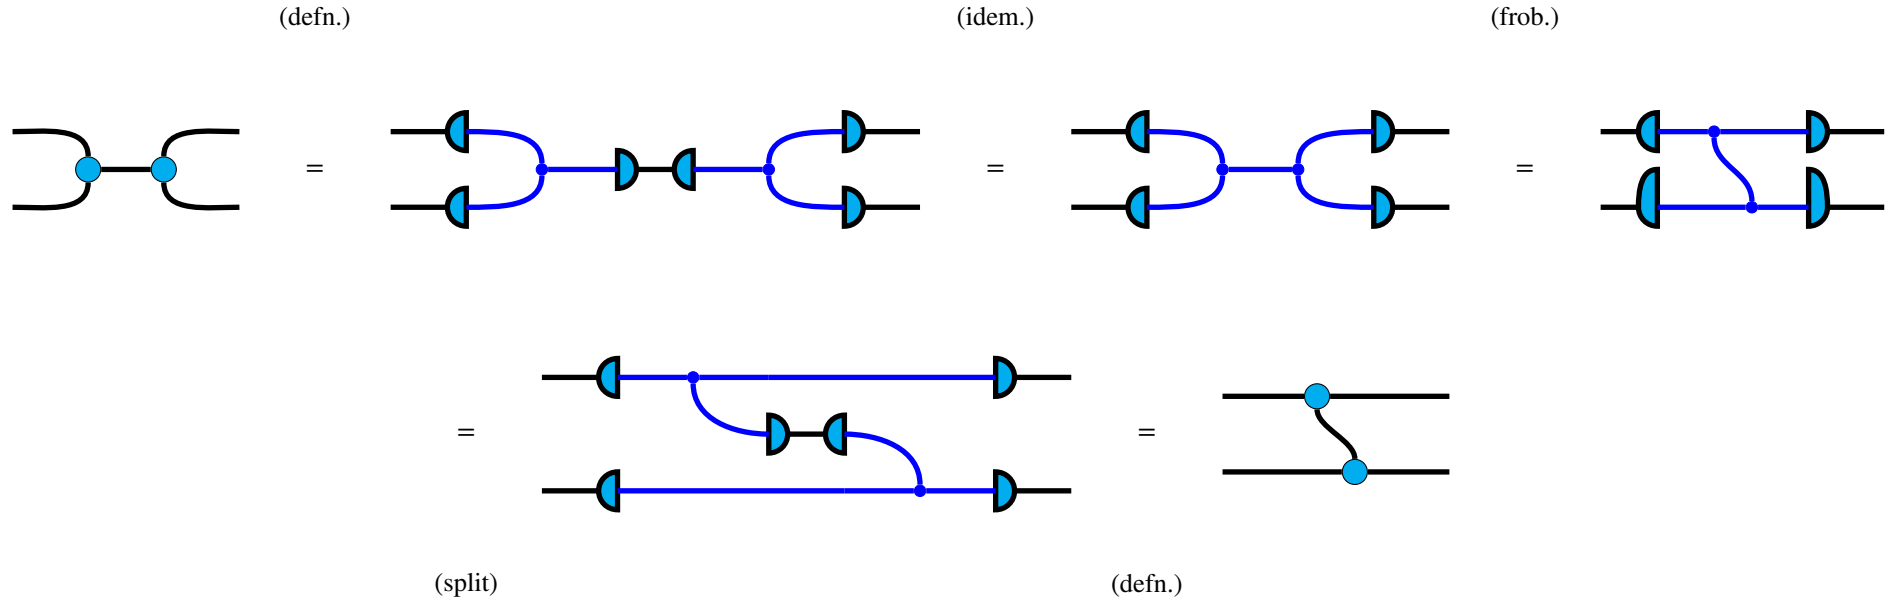 (defn.) (idem.) (frob.)
= = =
= =
(split) (defn.)